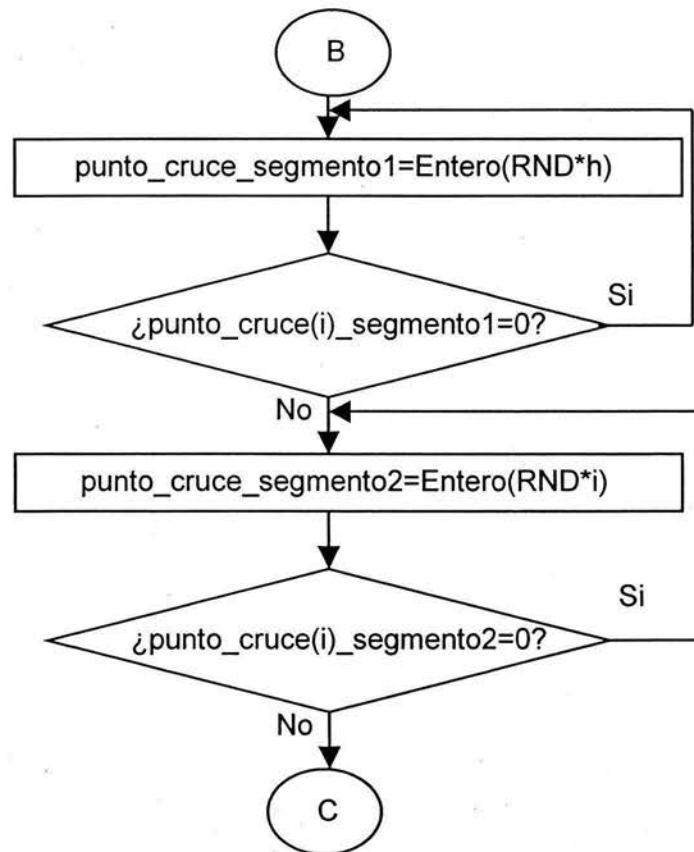 B
punto_cruce_segmento1=Entero(RND*h)
¿punto_cruce(i)_segmento1=0?
Si
No
punto_cruce_segmento2=Entero(RND*i)
¿punto_cruce(i)_segmento2=0?
Si
No
C